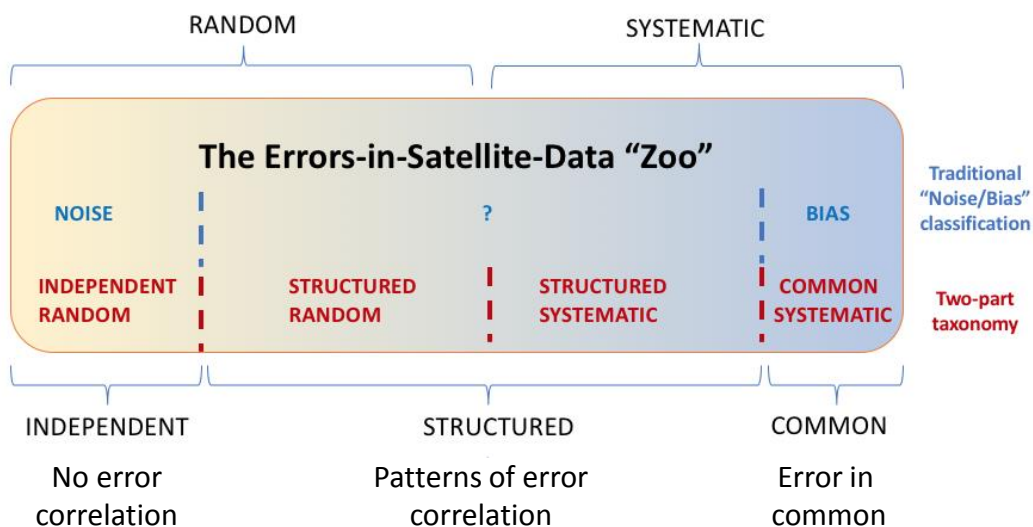 RANDOM
SYSTEMATIC
The Errors-in-Satellite-Data “Zoo”
NOISE
?
BIAS
Traditional
“Noise/Bias”
classification
INDEPENDENT
RANDOM
STRUCTURED
RANDOM
STRUCTURED
SYSTEMATIC
COMMON
SYSTEMATIC
Two-part
taxonomy
INDEPENDENT
STRUCTURED
COMMON
No error
correlation
Patterns of error
correlation
Error in
common